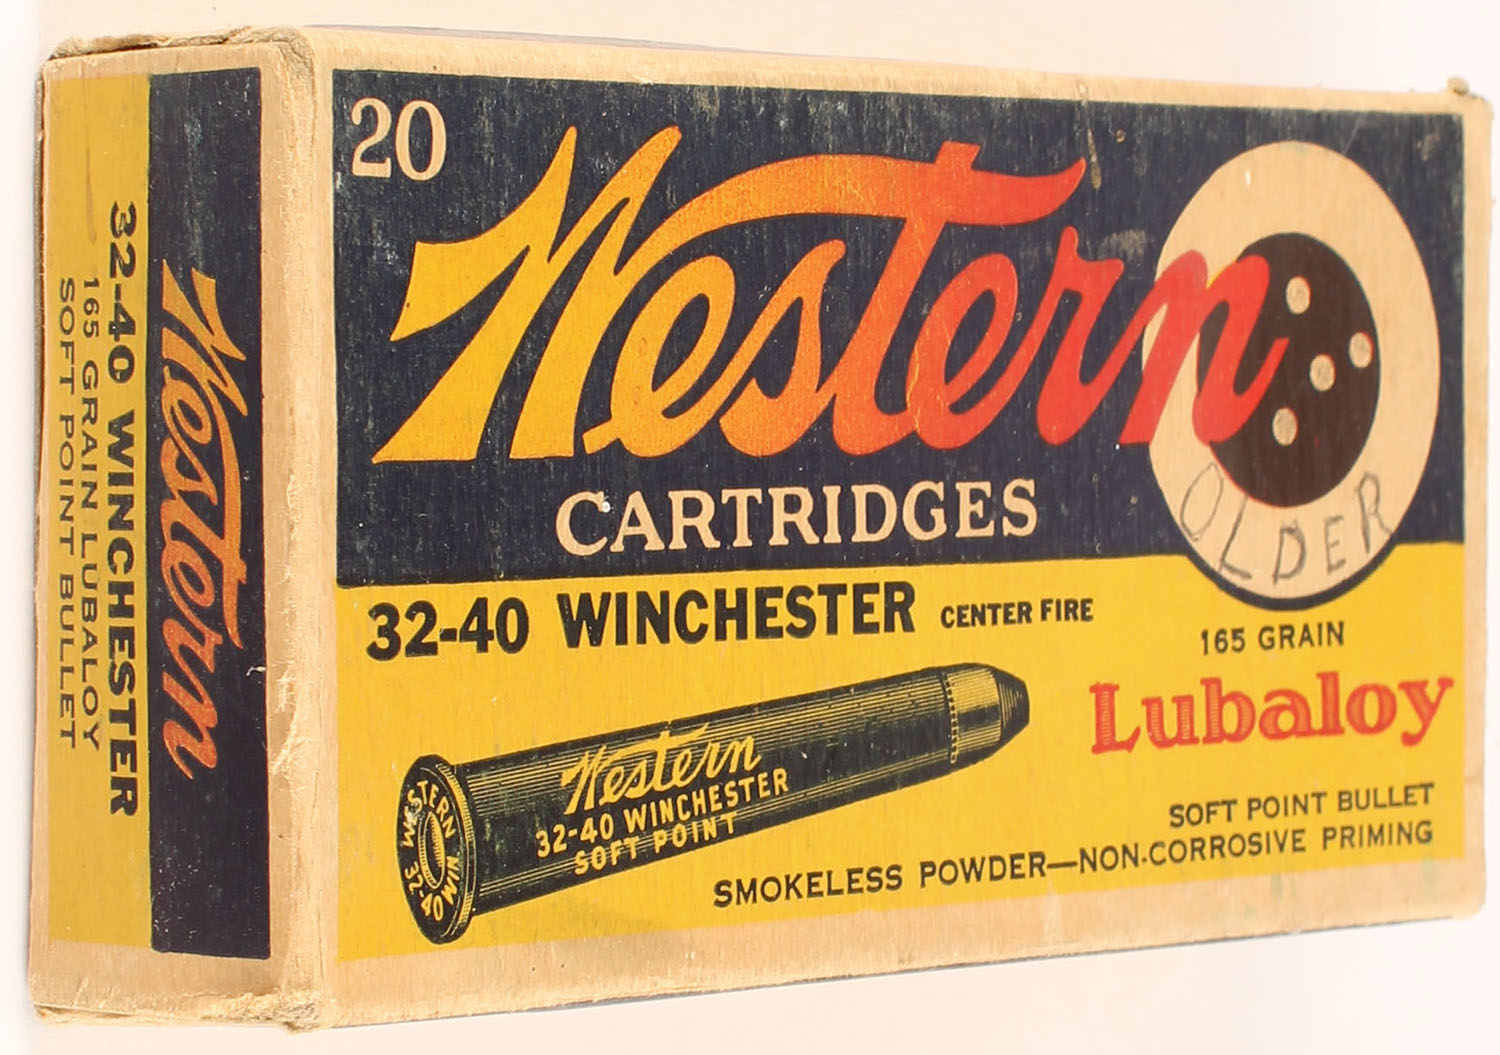 20
Western
CARTRIDGES
OLDER
32-40 WINCHESTER CENTER FIRE
165 GRAIN
Lubaloy
SOFT POINT BULLET
SMOKELESS POWDER—NON-CORROSIVE PRIMING
Western
32-40 WINCHESTER
SOFT POINT
WESTERN
32-40 WIN
Western
32-40 WINCHESTER
165 GRAIN LUBALOY
SOFT POINT BULLET